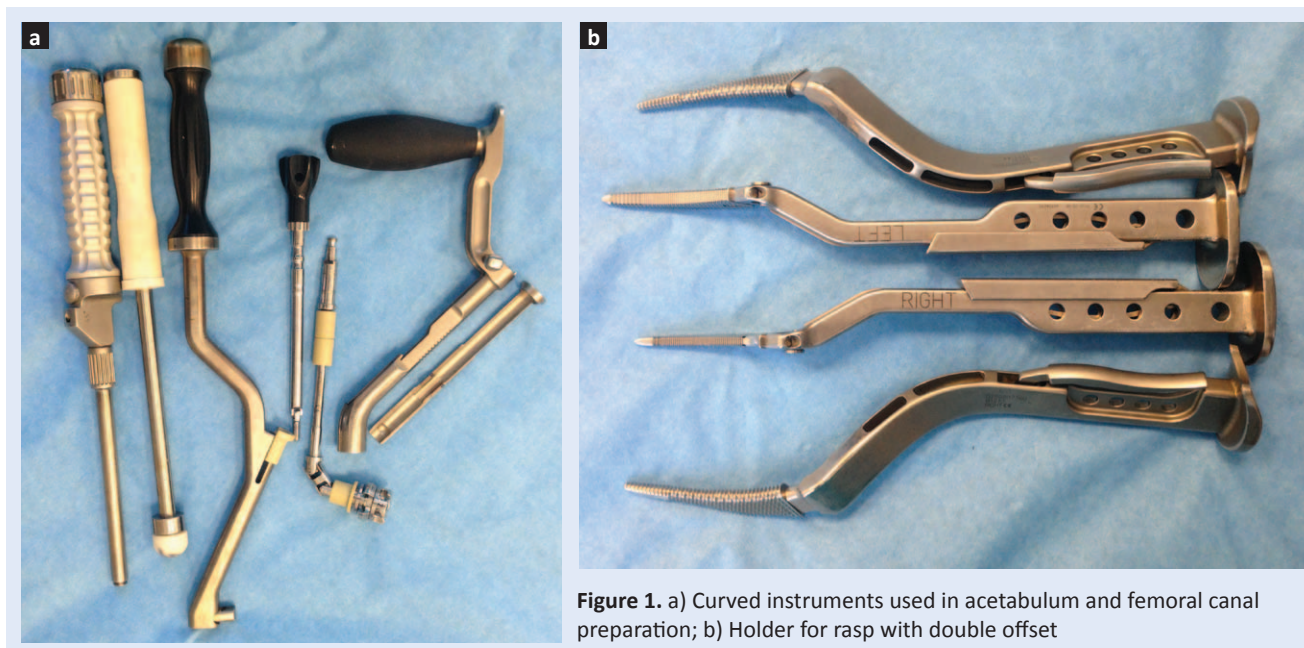 a
b
LEFT
RIGHT
Figure 1. a) Curved instruments used in acetabulum and femoral canal
preparation; b) Holder for rasp with double offset